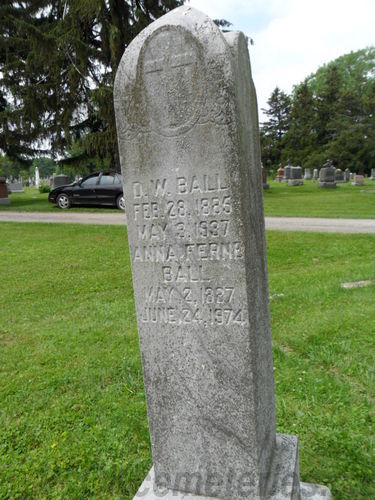 D. W. BALL
FEB. 28. 1885
MAY 3. 1937
ANNA FERNE
BALL
MAY 2. 1887
JUNE 24. 1974